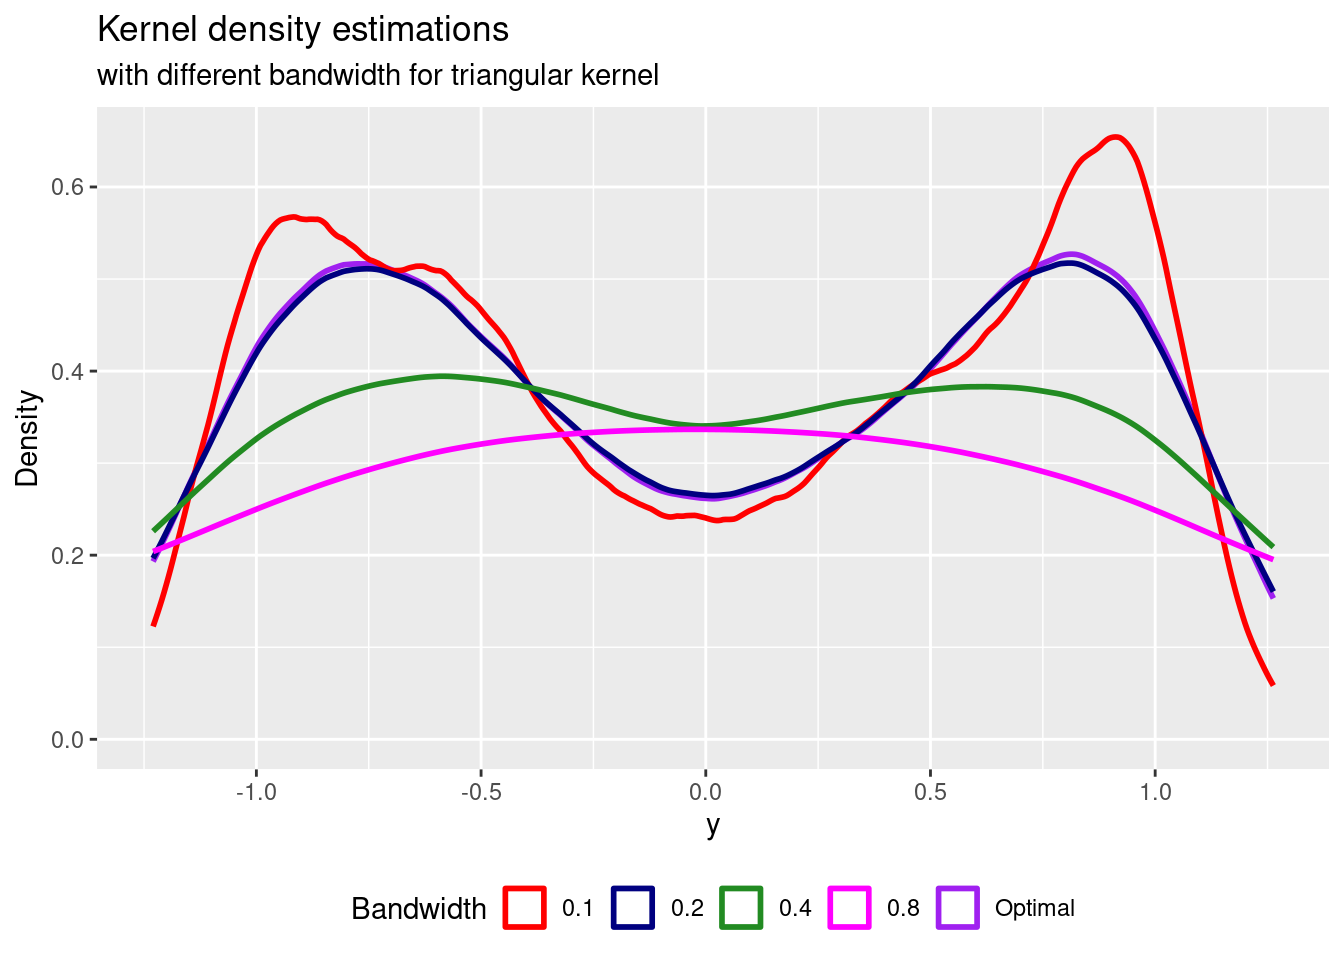 Kernel density estimations
with different bandwidth for triangular kernel
Density
0.6
0.4
0.2
0.0
-1.0 -0.5 0.0 0.5 1.0
y
Bandwidth 0.1 0.2 0.4 0.8 Optimal